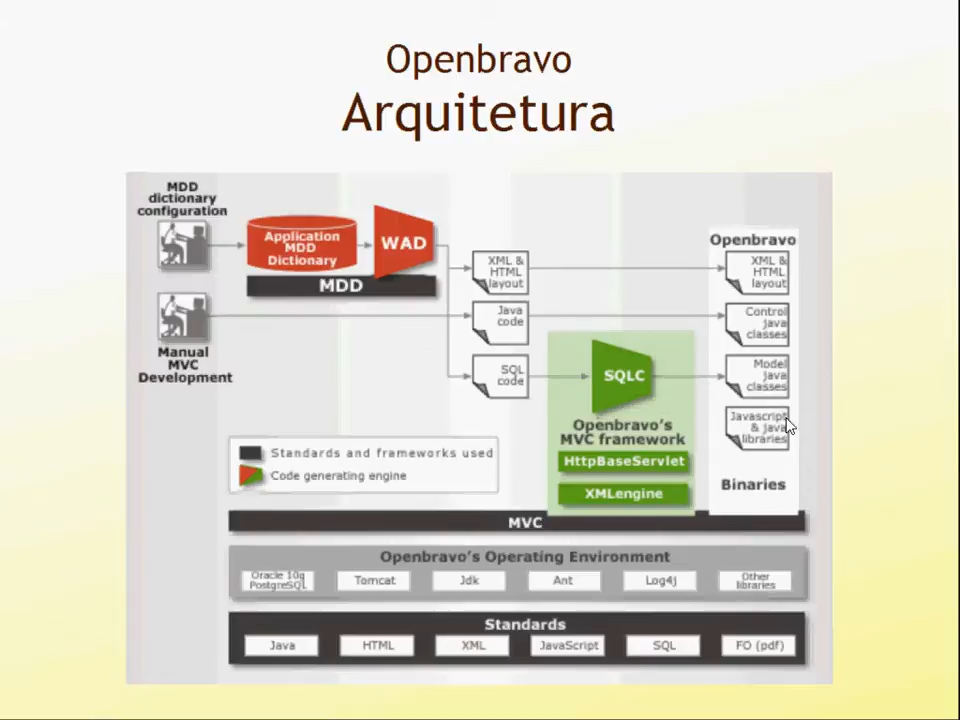 Openbravo
Arquitetura
MDD
dictionary
configuration
Application
MDD
Dictionary
WAD
MDD
Manual
MVC
Development
XML &
HTML
layout
Java
code
SQL
code
SQLC
Openbravo's
MVC framework
HttpBaseServlet
XMLengine
Openbravo
XML &
HTML
layout
Control
java
classes
Model
java
classes
Javascript
& java
libraries
Binaries
Standards and frameworks used
Code generating engine
MVC
Openbravo's Operating Environment
Oracle 10g
PostgreSQL
Tomcat
Jdk
Ant
Log4j
Other
libraries
Standards
Java
HTML
XML
JavaScript
SQL
FO (pdf)